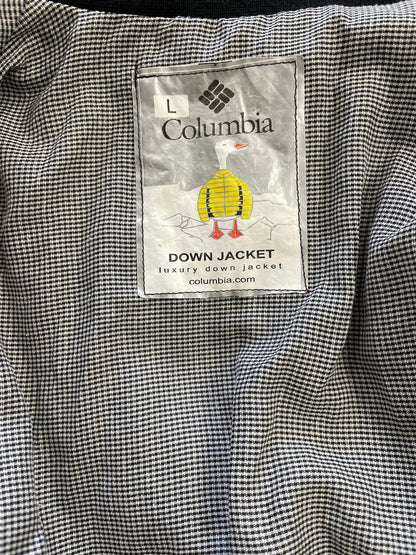 L
Columbia
DOWN JACKET
luxury down jacket
columbia.com